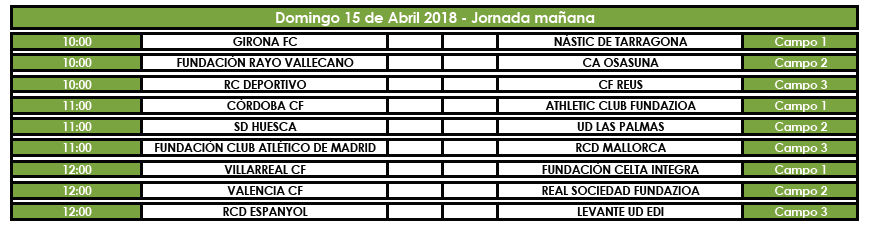 Domingo 15 de Abril 2018 - Jornada mañana
10:00 GIRONA FC NÁSTIC DE TARRAGONA Campo 1
10:00 FUNDACIÓN RAYO VALLECANO CA OSASUNA Campo 2
10:00 RC DEPORTIVO CF REUS Campo 3
11:00 CÓRDOBA CF ATHLETIC CLUB FUNDAZIOA Campo 1
11:00 SD HUESCA UD LAS PALMAS Campo 2
11:00 FUNDACIÓN CLUB ATLÉTICO DE MADRID RCD MALLORCA Campo 3
12:00 VILLARREAL CF FUNDACIÓN CELTA INTEGRA Campo 1
12:00 VALENCIA CF REAL SOCIEDAD FUNDAZIOA Campo 2
12:00 RCD ESPANYOL LEVANTE UD EDI Campo 3